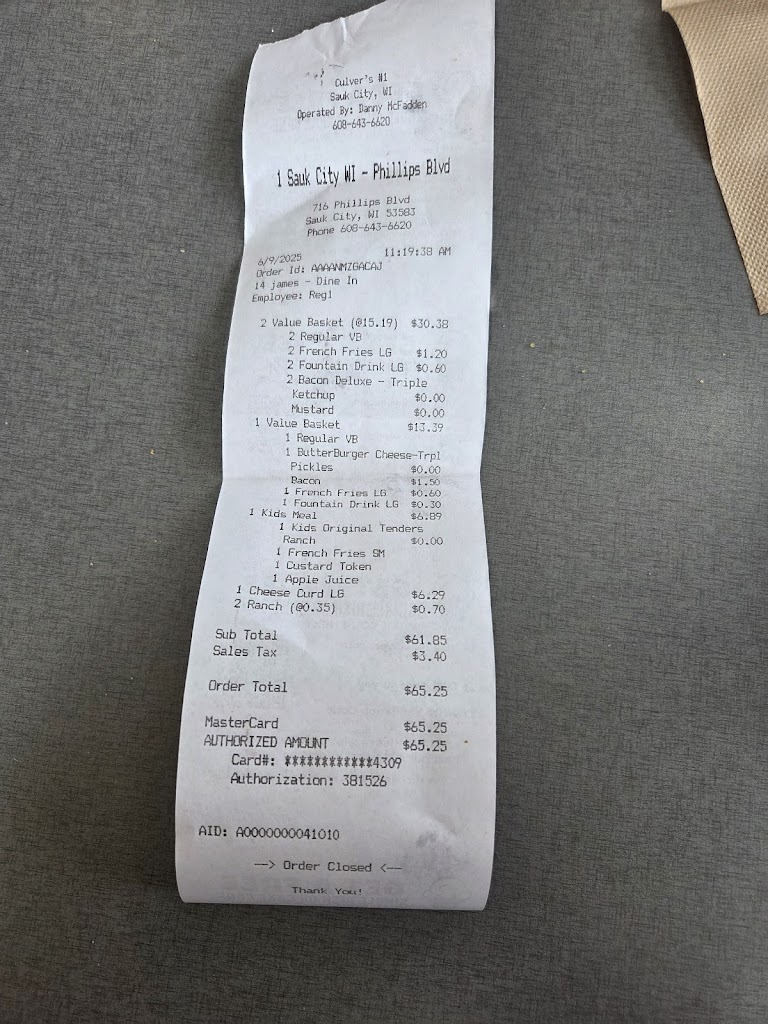 Culver's #1
Sauk City, WI
Operated By: Danny McFadden
608-643-6620
1 Sauk City WI - Phillips Blvd
716 Phillips Blvd
Sauk City, WI 53583
Phone 608-643-6620
6/9/2025 11:19:38 AM
Order Id: AAAANMZGACAJ
14 james - Dine In
Employee: Reg1
2 Value Basket (@15.19) $30.38
2 Regular VB
2 French Fries LG $1.20
2 Fountain Drink LG $0.60
2 Bacon Deluxe - Triple
Ketchup $0.00
Mustard $0.00
1 Value Basket $13.39
1 Regular VB
1 ButterBurger Cheese-Trpl
Pickles $0.00
Bacon $1.50
1 French Fries LG $0.60
1 Fountain Drink LG $0.30
1 Kids Meal $6.89
1 Kids Original Tenders
Ranch $0.00
1 French Fries SM
1 Custard Token
1 Apple Juice
1 Cheese Curd LG $6.29
2 Ranch (@0.35) $0.70
Sub Total $61.85
Sales Tax $3.40
Order Total $65.25
MasterCard $65.25
AUTHORIZED AMOUNT $65.25
Card#: ************4309
Authorization: 381526
AID: A0000000041010
--> Order Closed <--
Thank You!